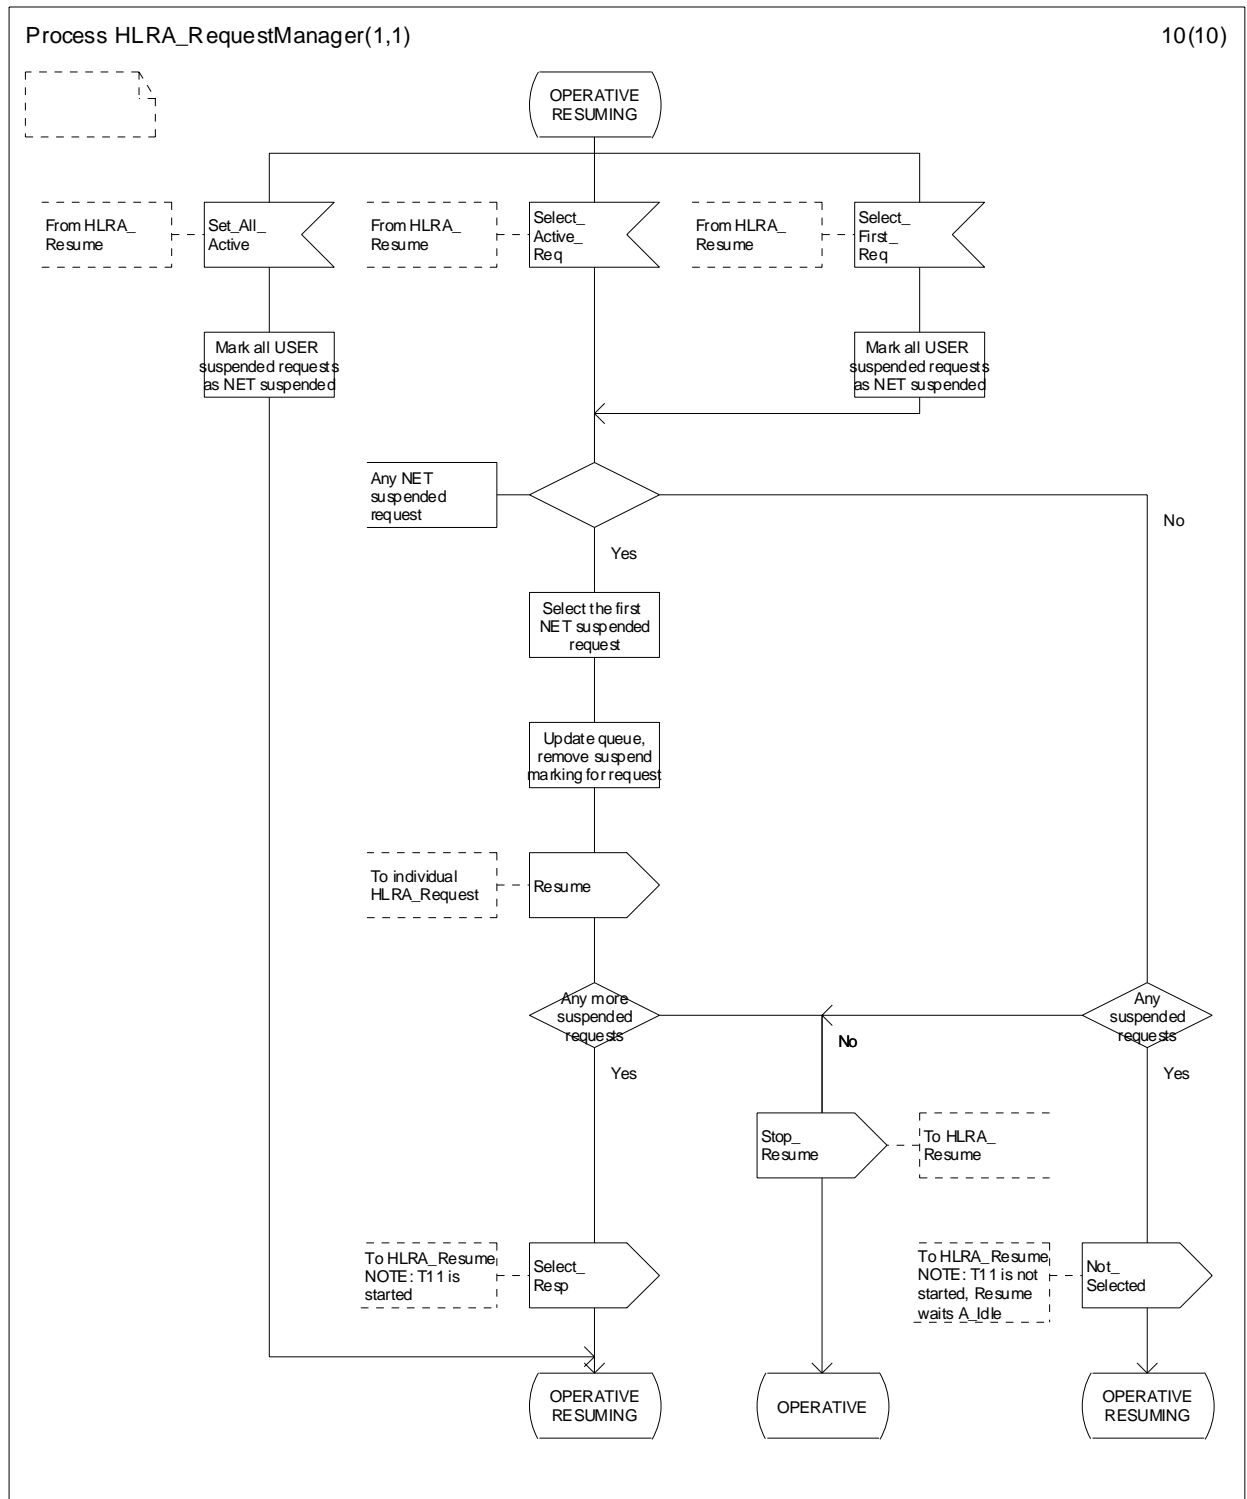 Process HLRA_RequestManager(1,1)
10(10)
OPERATIVE
RESUMING
From HLRA_
Resume
Set_All_
Active
From HLRA_
Resume
Select_
Active_
Req
From HLRA_
Resume
Select_
First_
Req
Mark all USER
suspended requests
as NET suspended
Mark all USER
suspended requests
as NET suspended
Any NET
suspended
request
No
Yes
Select the first
NET suspended
request
Update queue,
remove suspend
marking for request
To individual
HLRA_Request
Resume
Any more
suspended
requests
Any
suspended
requests
No
Yes
Yes
Stop_
Resume
To HLRA_
Resume
To HLRA_Resume
NOTE: T11 is
started
Select_
Resp
To HLRA_Resume
NOTE: T11 is not
started, Resume
waits A_Idle
Not_
Selected
OPERATIVE
RESUMING
OPERATIVE
OPERATIVE
RESUMING